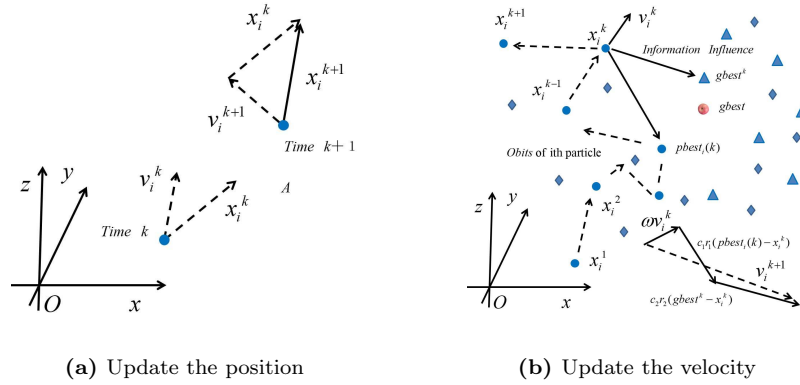 x_i^k
x_i^{k+1}
v_i^{k+1}
Time k+1
z
y
v_i^k
x_i^k
A
Time k
O
x
(a) Update the position
x_i^{k+1}
x_i^k
v_i^k
Information Influence
gbest^k
x_i^{k-1}
gbest
Obits of ith particle
pbest_i(k)
z
y
x_i^2
ωv_i^k
c_1r_1(pbest_i(k)-x_i^k)
x_i^1
v_i^{k+1}
O
x
c_2r_2(gbest^k-x_i^k)
(b) Update the velocity